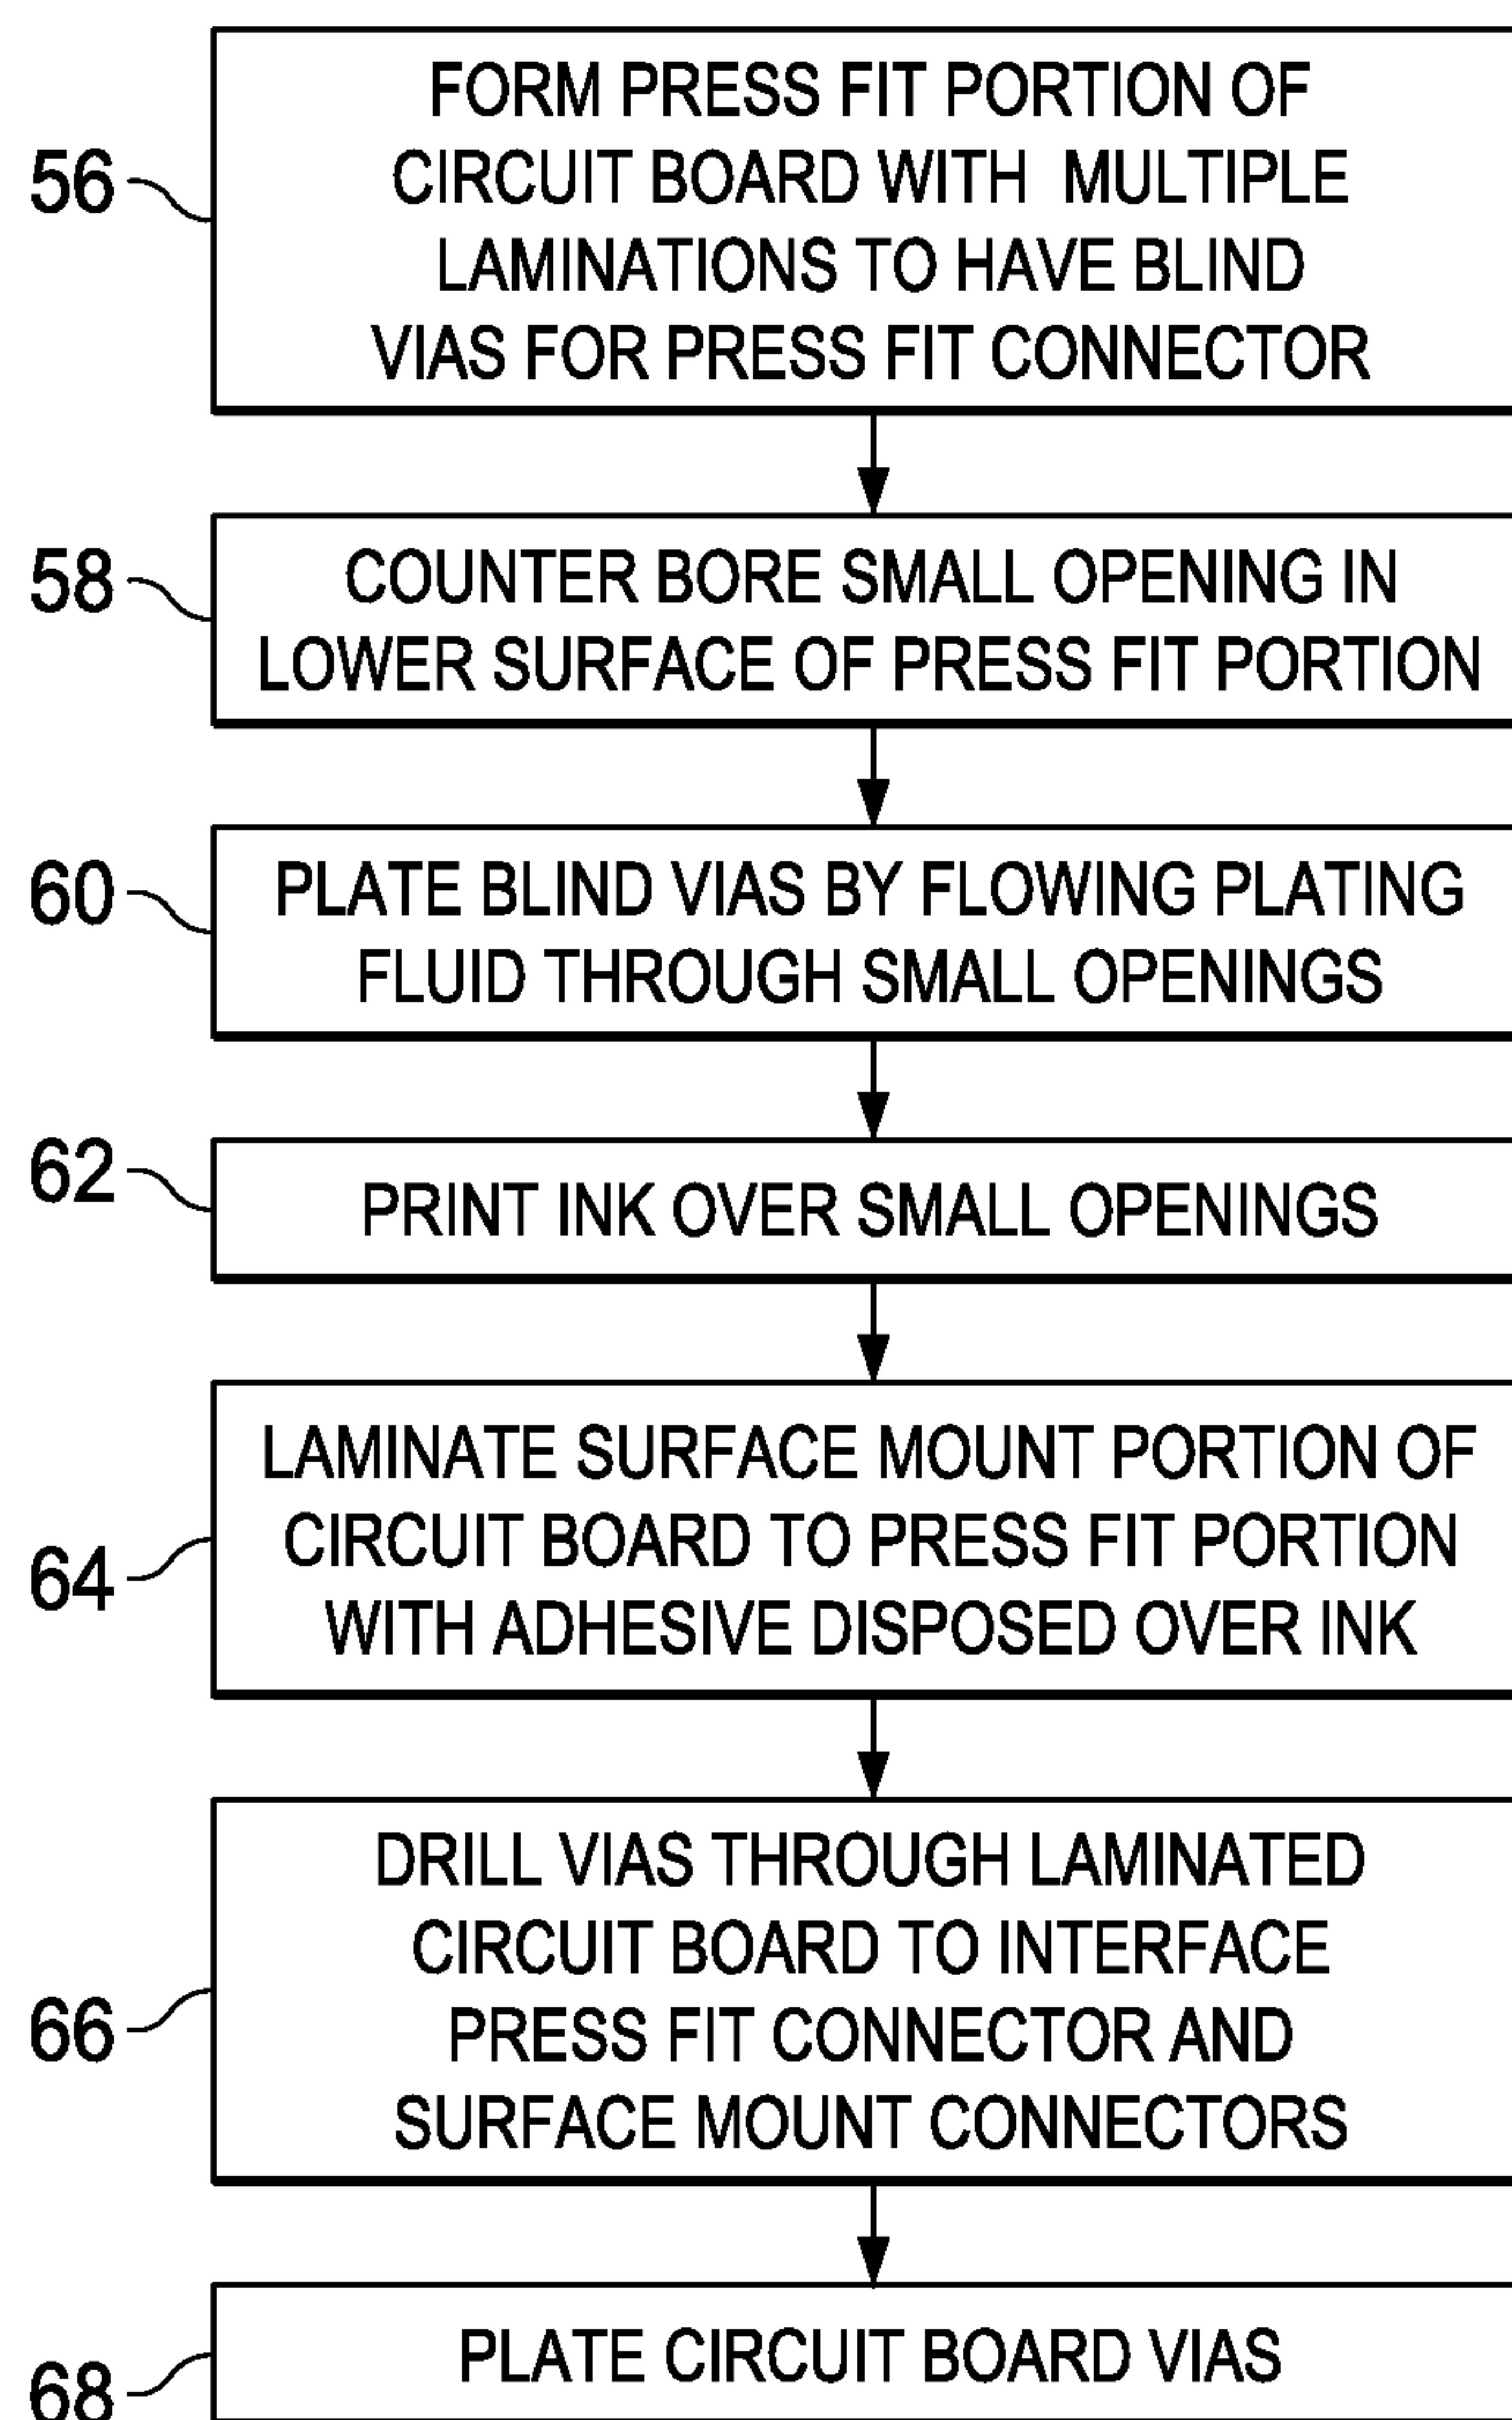 56
FORM PRESS FIT PORTION OF
CIRCUIT BOARD WITH MULTIPLE
LAMINATIONS TO HAVE BLIND
VIAS FOR PRESS FIT CONNECTOR
58
COUNTER BORE SMALL OPENING IN
LOWER SURFACE OF PRESS FIT PORTION
60
PLATE BLIND VIAS BY FLOWING PLATING
FLUID THROUGH SMALL OPENINGS
62
PRINT INK OVER SMALL OPENINGS
64
LAMINATE SURFACE MOUNT PORTION OF
CIRCUIT BOARD TO PRESS FIT PORTION
WITH ADHESIVE DISPOSED OVER INK
66
DRILL VIAS THROUGH LAMINATED
CIRCUIT BOARD TO INTERFACE
PRESS FIT CONNECTOR AND
SURFACE MOUNT CONNECTORS
68
PLATE CIRCUIT BOARD VIAS